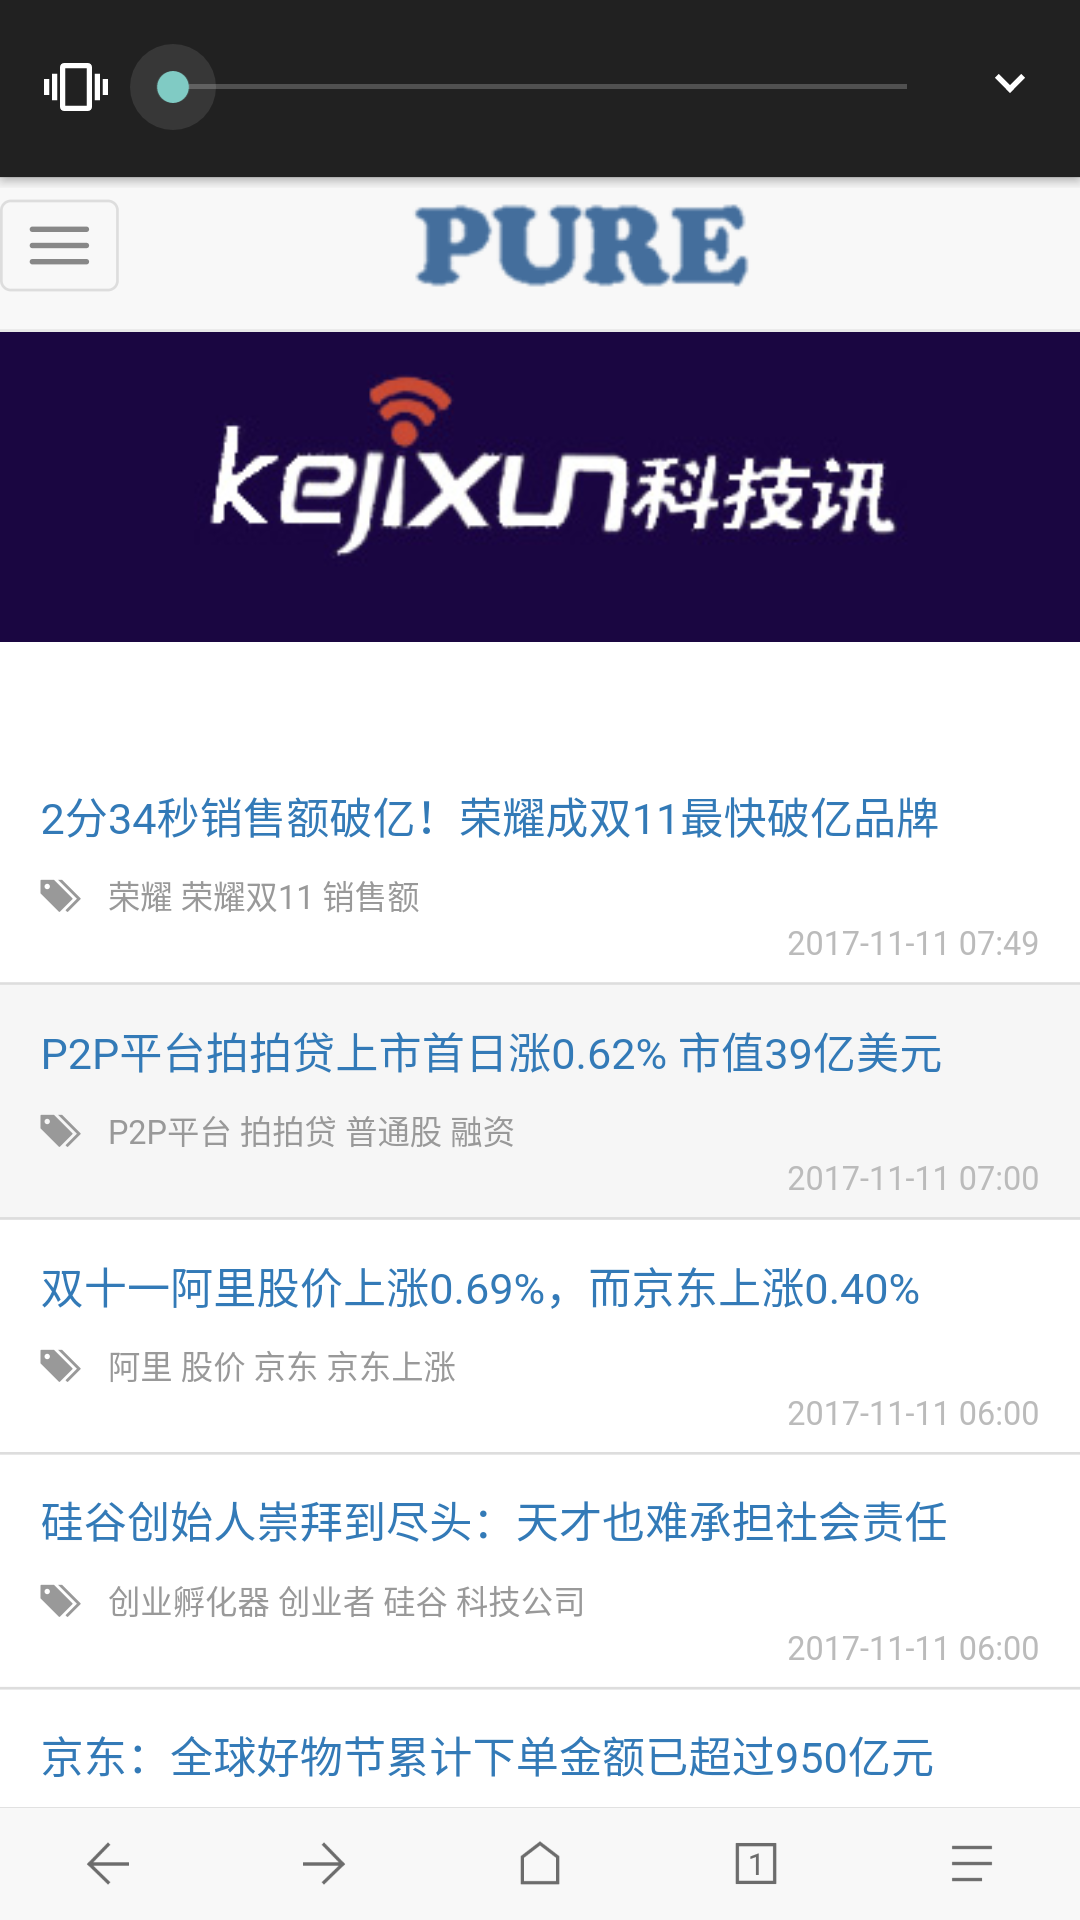 PURE
kejixun科技讯
2分34秒销售额破亿！荣耀成双11最快破亿品牌
荣耀 荣耀双11 销售额
2017-11-11 07:49
P2P平台拍拍贷上市首日涨0.62% 市值39亿美元
P2P平台 拍拍贷 普通股 融资
2017-11-11 07:00
双十一阿里股价上涨0.69%，而京东上涨0.40%
阿里 股价 京东 京东上涨
2017-11-11 06:00
硅谷创始人崇拜到尽头：天才也难承担社会责任
创业孵化器 创业者 硅谷 科技公司
2017-11-11 06:00
京东：全球好物节累计下单金额已超过950亿元
1